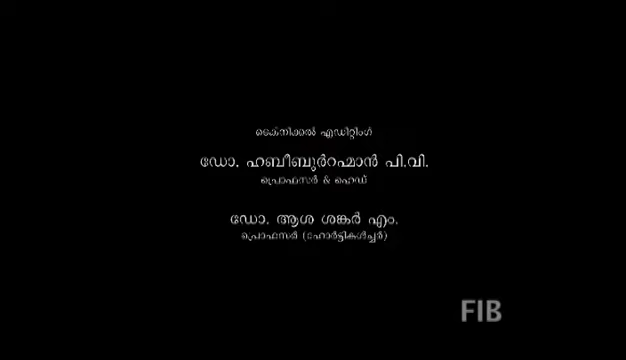 ടെക്നിക്കൽ എഡിറ്റിംഗ്
ഡോ. ഹബീബുർറഹ്മാൻ പി.വി.
പ്രൊഫസർ & ഹെഡ്
ഡോ. ആശ ശങ്കർ എം.
പ്രൊഫസർ (ഹോർട്ടികൾച്ചർ)
FIB